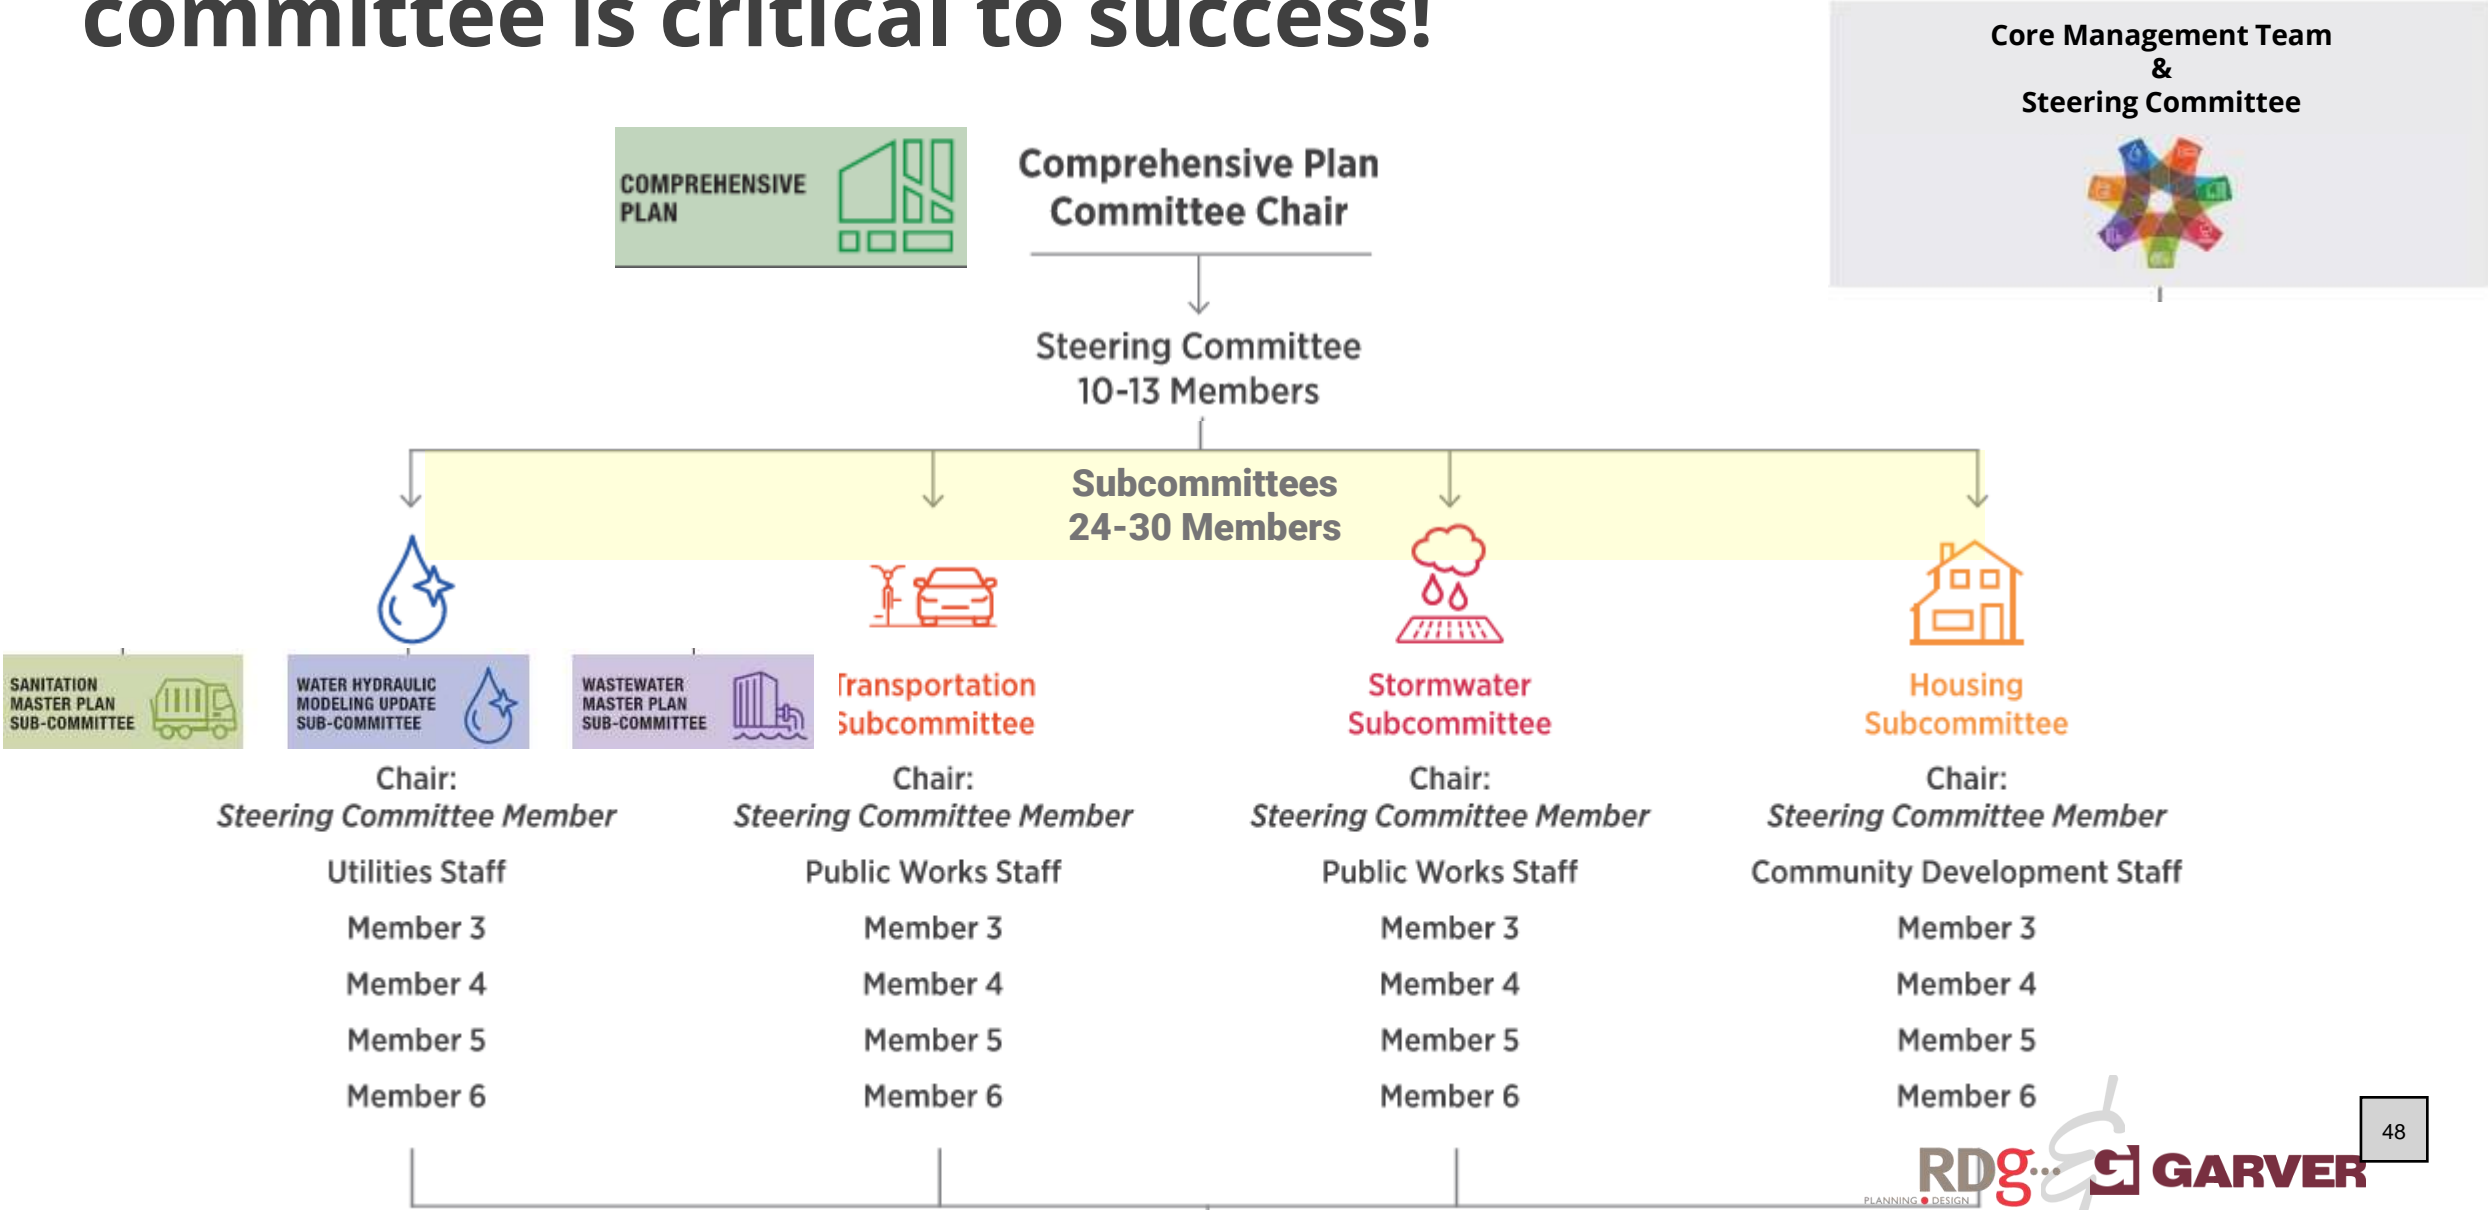 committee is critical to success!
Core Management Team
&
Steering Committee
COMPREHENSIVE
PLAN
Comprehensive Plan
Committee Chair
Steering Committee
10-13 Members
Subcommittees
24-30 Members
SANITATION
MASTER PLAN
SUB-COMMITTEE
WATER HYDRAULIC
MODELING UPDATE
SUB-COMMITTEE
WASTEWATER
MASTER PLAN
SUB-COMMITTEE
Transportation
Subcommittee
Stormwater
Subcommittee
Housing
Subcommittee
Chair:
Steering Committee Member
Utilities Staff
Member 3
Member 4
Member 5
Member 6
Chair:
Steering Committee Member
Public Works Staff
Member 3
Member 4
Member 5
Member 6
Chair:
Steering Committee Member
Public Works Staff
Member 3
Member 4
Member 5
Member 6
Chair:
Steering Committee Member
Community Development Staff
Member 3
Member 4
Member 5
Member 6
RDg...
PLANNING • DESIGN
GARVER
48